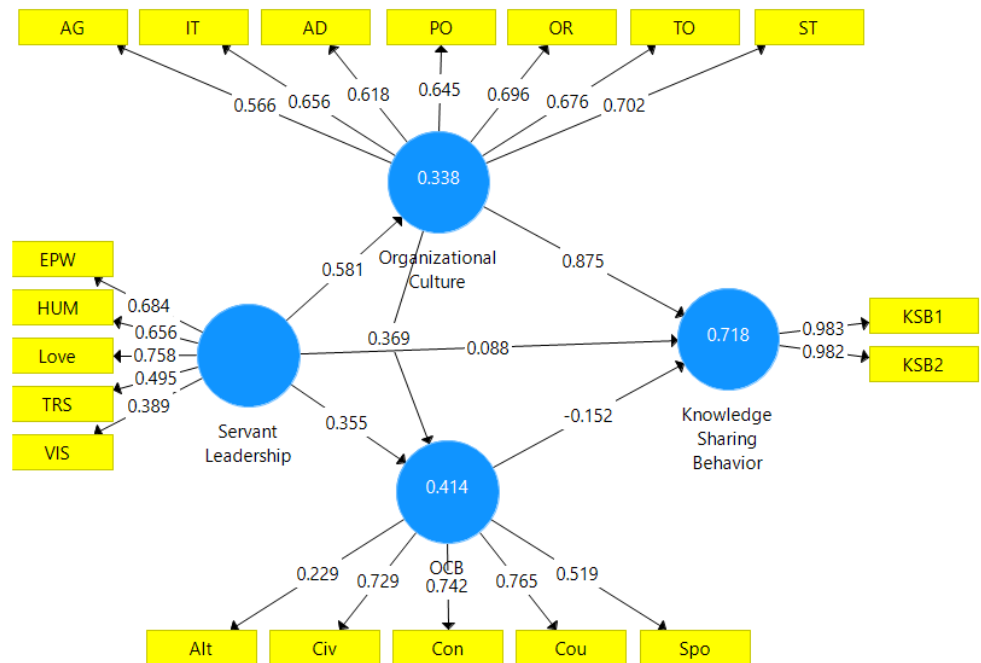 AG IT AD PO OR TO ST
0.566 0.656 0.618 0.645 0.696 0.676 0.702
0.338
Organizational
Culture
EPW
HUM
Love
TRS
VIS
0.684
0.656
0.758
0.495
0.389
Servant
Leadership
0.581
0.369
0.875
0.088
0.355
-0.152
0.718
Knowledge
Sharing
Behavior
0.983
0.982
KSB1
KSB2
0.414
OCB
0.229 0.729 0.742 0.765 0.519
Alt Civ Con Cou Spo